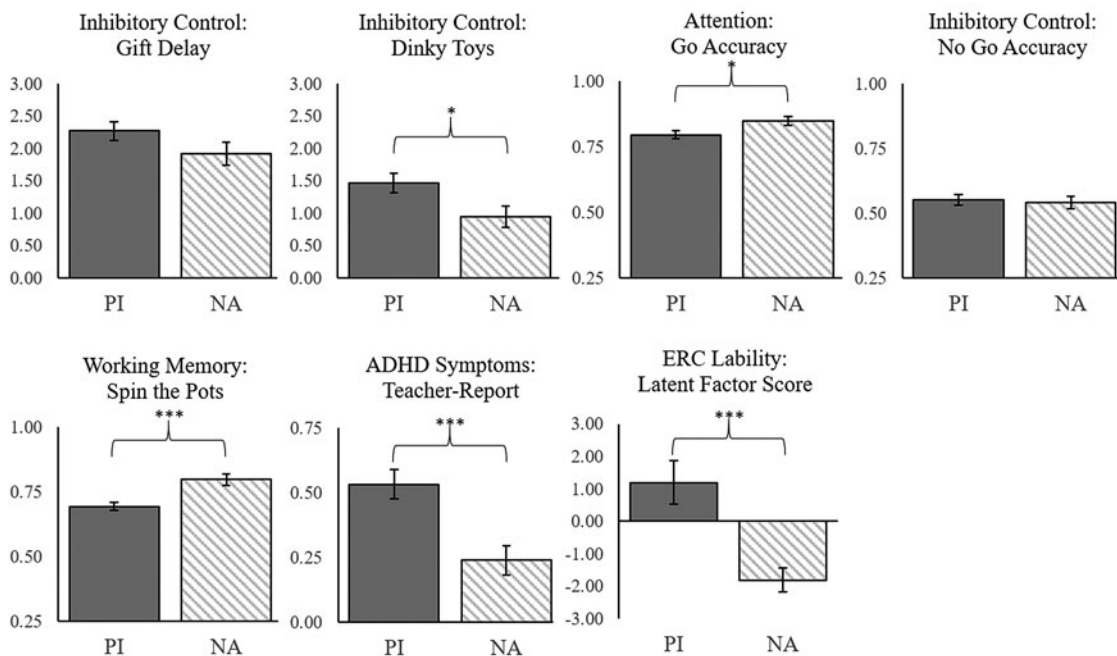 Inhibitory Control:
Gift Delay
3.00
2.50
2.00
1.50
1.00
0.50
0.00
PI NA
Inhibitory Control:
Dinky Toys
3.00
2.50
2.00
1.50
1.00
0.50
0.00
*
PI NA
Attention:
Go Accuracy
1.00
0.75
0.50
0.25
*
PI NA
Inhibitory Control:
No Go Accuracy
1.00
0.75
0.50
0.25
PI NA
Working Memory:
Spin the Pots
1.00
0.75
0.50
0.25
***
PI NA
ADHD Symptoms:
Teacher-Report
0.75
0.50
0.25
0.00
***
PI NA
ERC Lability:
Latent Factor Score
3.00
2.00
1.00
0.00
-1.00
-2.00
-3.00
***
PI NA